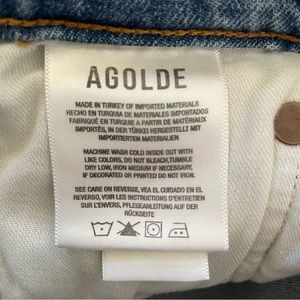 AGOLDE
MADE IN TURKEY OF IMPORTED MATERIALS
HECHO EN TURQUIA DE MATERIALES IMPORTADOS
FABRIQUÉ EN TURQUIE A PARTIR DE MATÉRIAUX
IMPORTÉS, IN DER TÜRKEI HERGESTELLT MIT
IMPORTIERTEN MATERIALIEN
MACHINE WASH COLD INSIDE OUT WITH
LIKE COLORS, DO NOT BLEACH,TUMBLE
DRY LOW, IRON MEDIUM IF NECESSARY,
IF DECORATED OR PRINTED DO NOT IRON.
SEE CARE ON REVERSE, VEA EL CUIDADO EN EL
REVERSO, VOIR LES INSTRUCTIONS D'ENTRETIEN
SUR L'ENVERS, PFLEGEANLEITUNG AUF DER
RÜCKSEITE